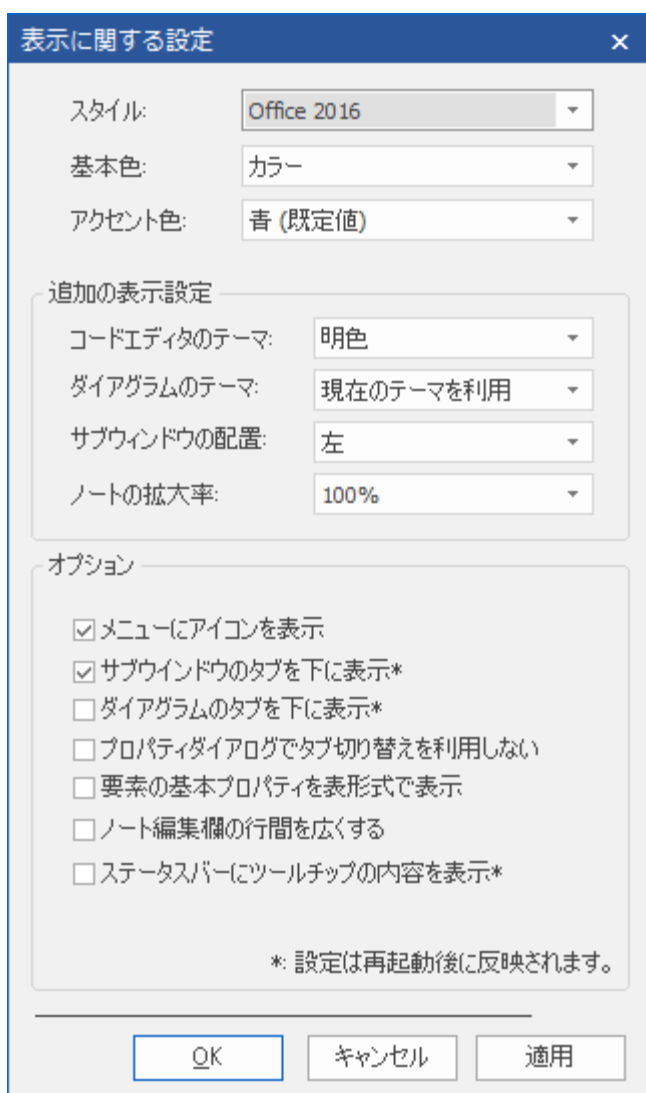 表示に関する設定 ×
スタイル: Office 2016
基本色: カラー
アクセント色: 青 (既定値)
追加の表示設定
コードエディタのテーマ: 明色
ダイアグラムのテーマ: 現在のテーマを利用
サブウィンドウの配置: 左
ノートの拡大率: 100%
オプション
メニューにアイコンを表示
サブウインドウのタブを下に表示*
ダイアグラムのタブを下に表示*
プロパティダイアログでタブ切り替えを利用しない
要素の基本プロパティを表形式で表示
ノート編集欄の行間を広くする
ステータスバーにツールチップの内容を表示*
*: 設定は再起動後に反映されます。
OK キャンセル 適用